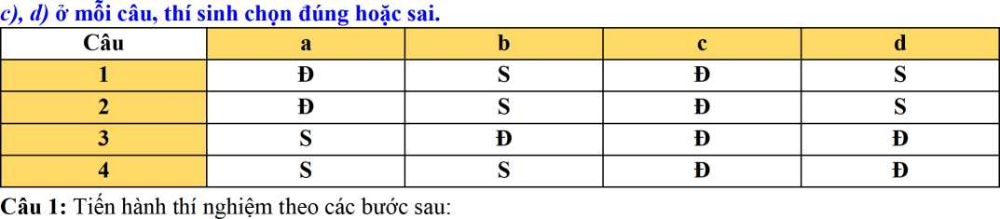 c), d) ở mỗi câu, thí sinh chọn đúng hoặc sai.
Câu a b c d
1 Đ S Đ S
2 Đ S Đ S
3 S Đ Đ Đ
4 S S Đ Đ
Câu 1: Tiến hành thí nghiệm theo các bước sau: